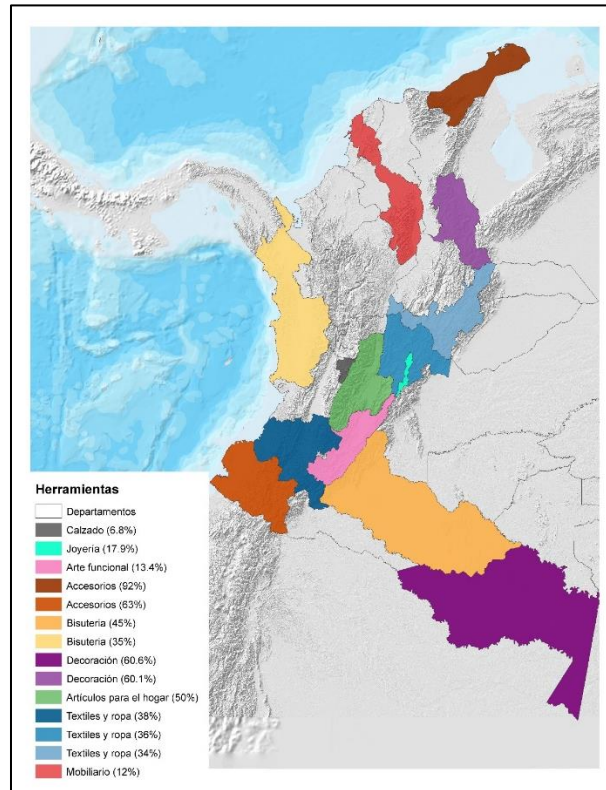 Herramientas
Departamentos
Calzado (6.8%)
Joyería (17.9%)
Arte funcional (13.4%)
Accesorios (92%)
Accesorios (63%)
Bisuteria (45%)
Bisuteria (35%)
Decoración (60.6%)
Decoración (60.1%)
Artículos para el hogar (50%)
Textiles y ropa (38%)
Textiles y ropa (36%)
Textiles y ropa (34%)
Mobiliario (12%)